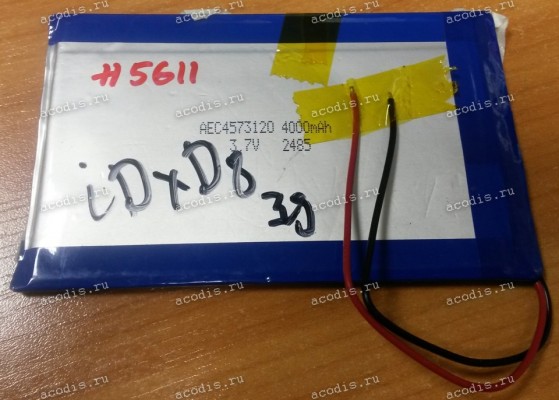 #5611
AEC4573120 4000mAh
3.7V 2485
iDxD8
3g
acodis.ru